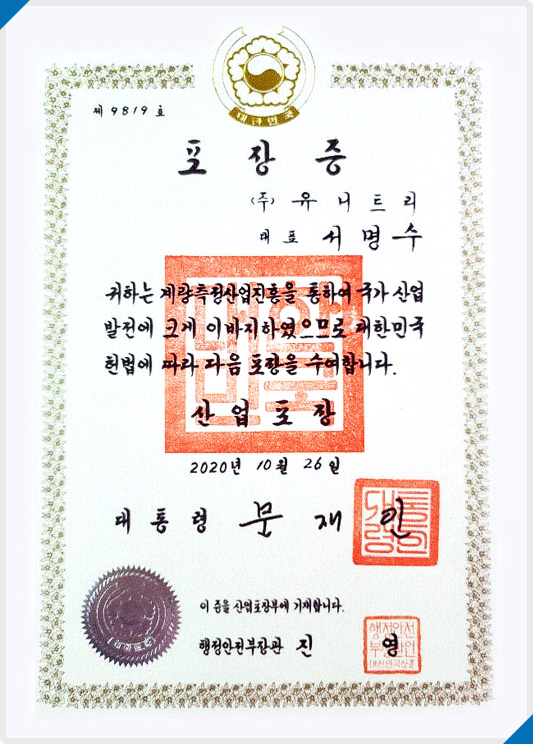 대한민국
제 9819 호
포장증
(주) 유니트리
대표 서명수
귀하는 계량측정산업진흥을 통하여 국가 산업
발전에 크게 이바지하였으므로 대한민국
헌법에 따라 다음 포장을 수여합니다.
산업포장
2020년 10월 26일
대통령 문재인
이 증을 산업포장부에 기재합니다.
행정안전부장관 진영